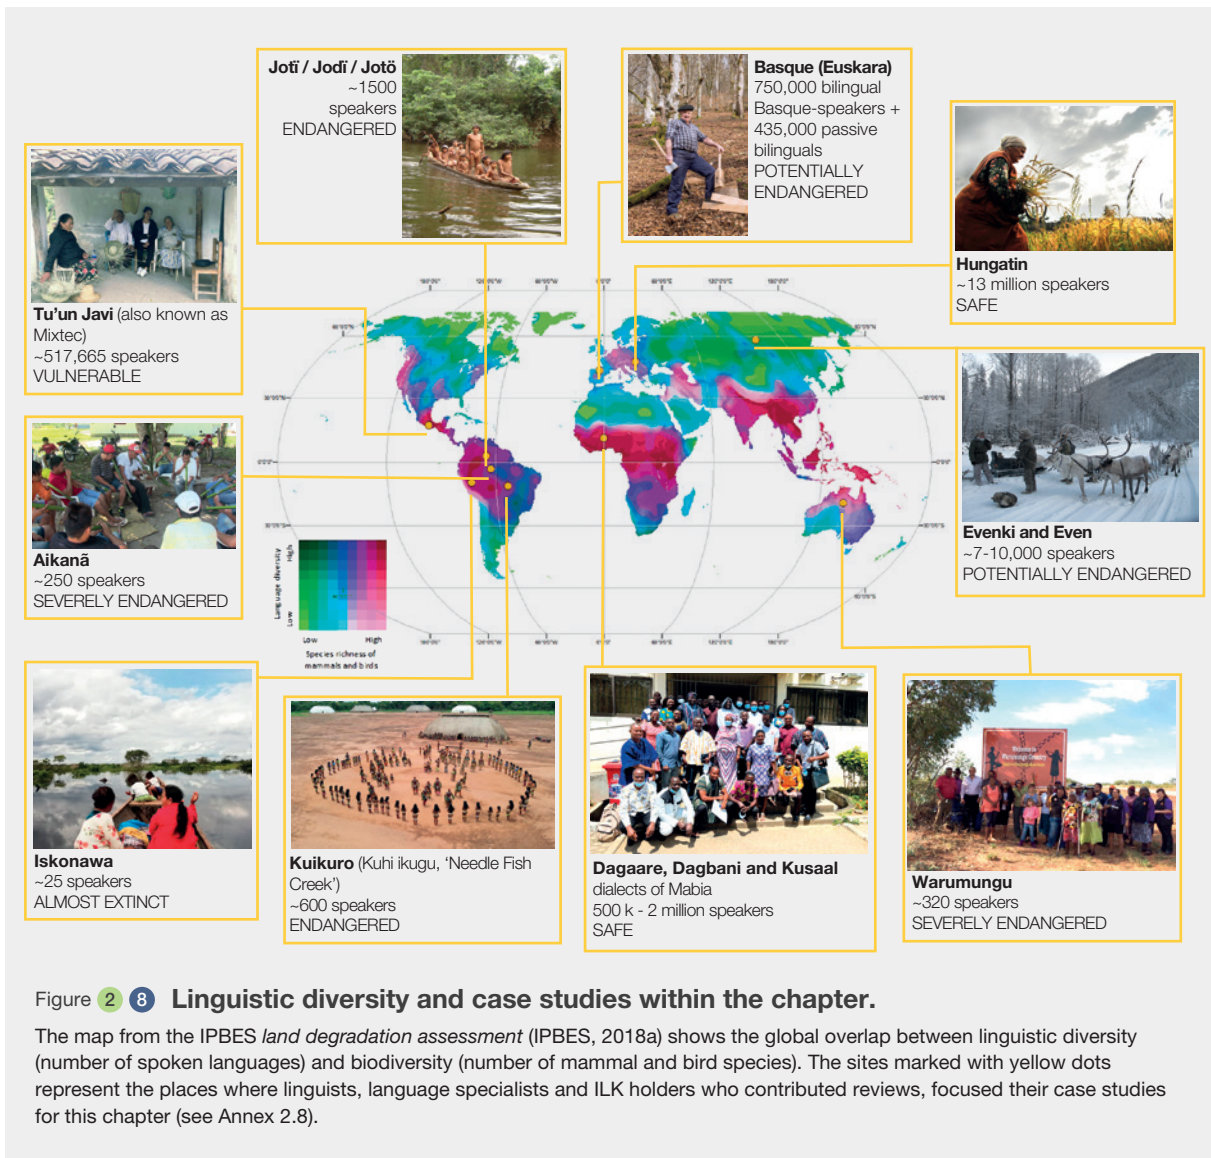 Jotï / Jodï / Jotö
~1500
speakers
ENDANGERED
Basque (Euskara)
750,000 bilingual
Basque-speakers +
435,000 passive
bilinguals
POTENTIALLY
ENDANGERED
Hungatin
~13 million speakers
SAFE
Tu’un Javi (also known as
Mixtec)
~517,665 speakers
VULNERABLE
Evenki and Even
~7-10,000 speakers
POTENTIALLY ENDANGERED
Aikanã
~250 speakers
SEVERELY ENDANGERED
Language diversity
High
Low
Low
High
Species richness of
mammals and birds
Iskonawa
~25 speakers
ALMOST EXTINCT
Kuikuro (Kuhi ikugu, ‘Needle Fish
Creek’)
~600 speakers
ENDANGERED
Dagaare, Dagbani and Kusaal
dialects of Mabia
500 k - 2 million speakers
SAFE
Welcome to
Warumungu Country
Warumungu
~320 speakers
SEVERELY ENDANGERED
Figure 2 8 Linguistic diversity and case studies within the chapter.
The map from the IPBES land degradation assessment (IPBES, 2018a) shows the global overlap between linguistic diversity
(number of spoken languages) and biodiversity (number of mammal and bird species). The sites marked with yellow dots
represent the places where linguists, language specialists and ILK holders who contributed reviews, focused their case studies
for this chapter (see Annex 2.8).